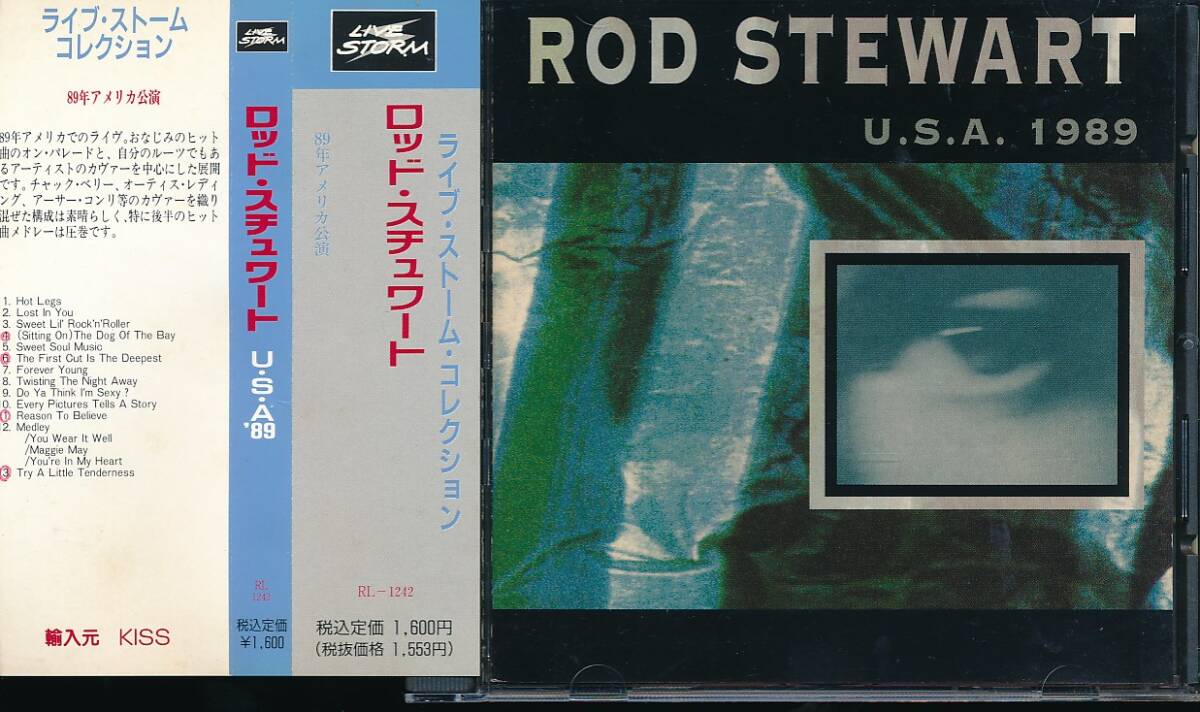 ライブ・ストーム
コレクション
89年アメリカ公演
89年アメリカでのライヴ。おなじみのヒット
曲のオン・パレードと、自分のルーツでもあ
るアーティストのカヴァーを中心にした展開
です。チャック・ベリー、オーティス・レディ
ング、アーサー・コンリ等のカヴァーを織り
混ぜた構成は素晴らしく、特に後半のヒット
曲メドレーは圧巻です。
1. Hot Legs
2. Lost In You
3. Sweet Lil' Rock'n'Roller
4. (Sitting On)The Dog Of The Bay
5. Sweet Soul Music
6. The First Cut Is The Deepest
7. Forever Young
8. Twisting The Night Away
9. Do Ya Think I'm Sexy ?
10. Every Pictures Tells A Story
11. Reason To Believe
12. Medley
/You Wear It Well
/Maggie May
/You're In My Heart
13. Try A Little Tenderness
輸入元 KISS
LIVE
STORM
ロッド・スチュワート
U・S・A
'89
RL
1242
税込定価
¥1,600
LIVE
STORM
ライブ・ストーム・コレクション
ロッド・スチュワート
89年アメリカ公演
RL-1242
税込定価 1,600円
(税抜価格 1,553円)
ROD STEWART
U.S.A. 1989